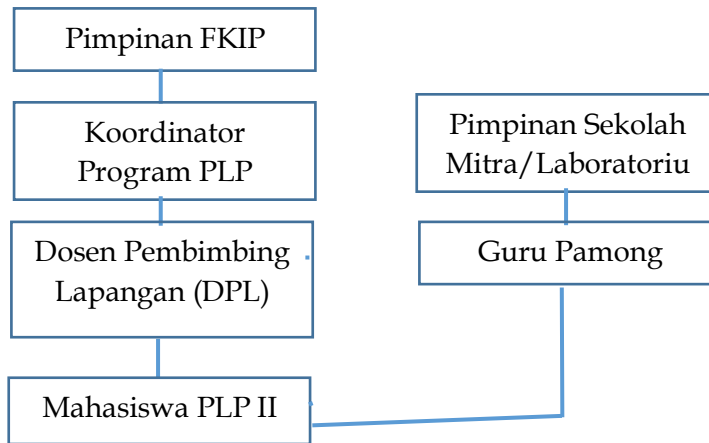 Pimpinan FKIP
Koordinator
Program PLP
Dosen Pembimbing
Lapangan (DPL)
Mahasiswa PLP II
Pimpinan Sekolah
Mitra/Laboratoriu
Guru Pamong